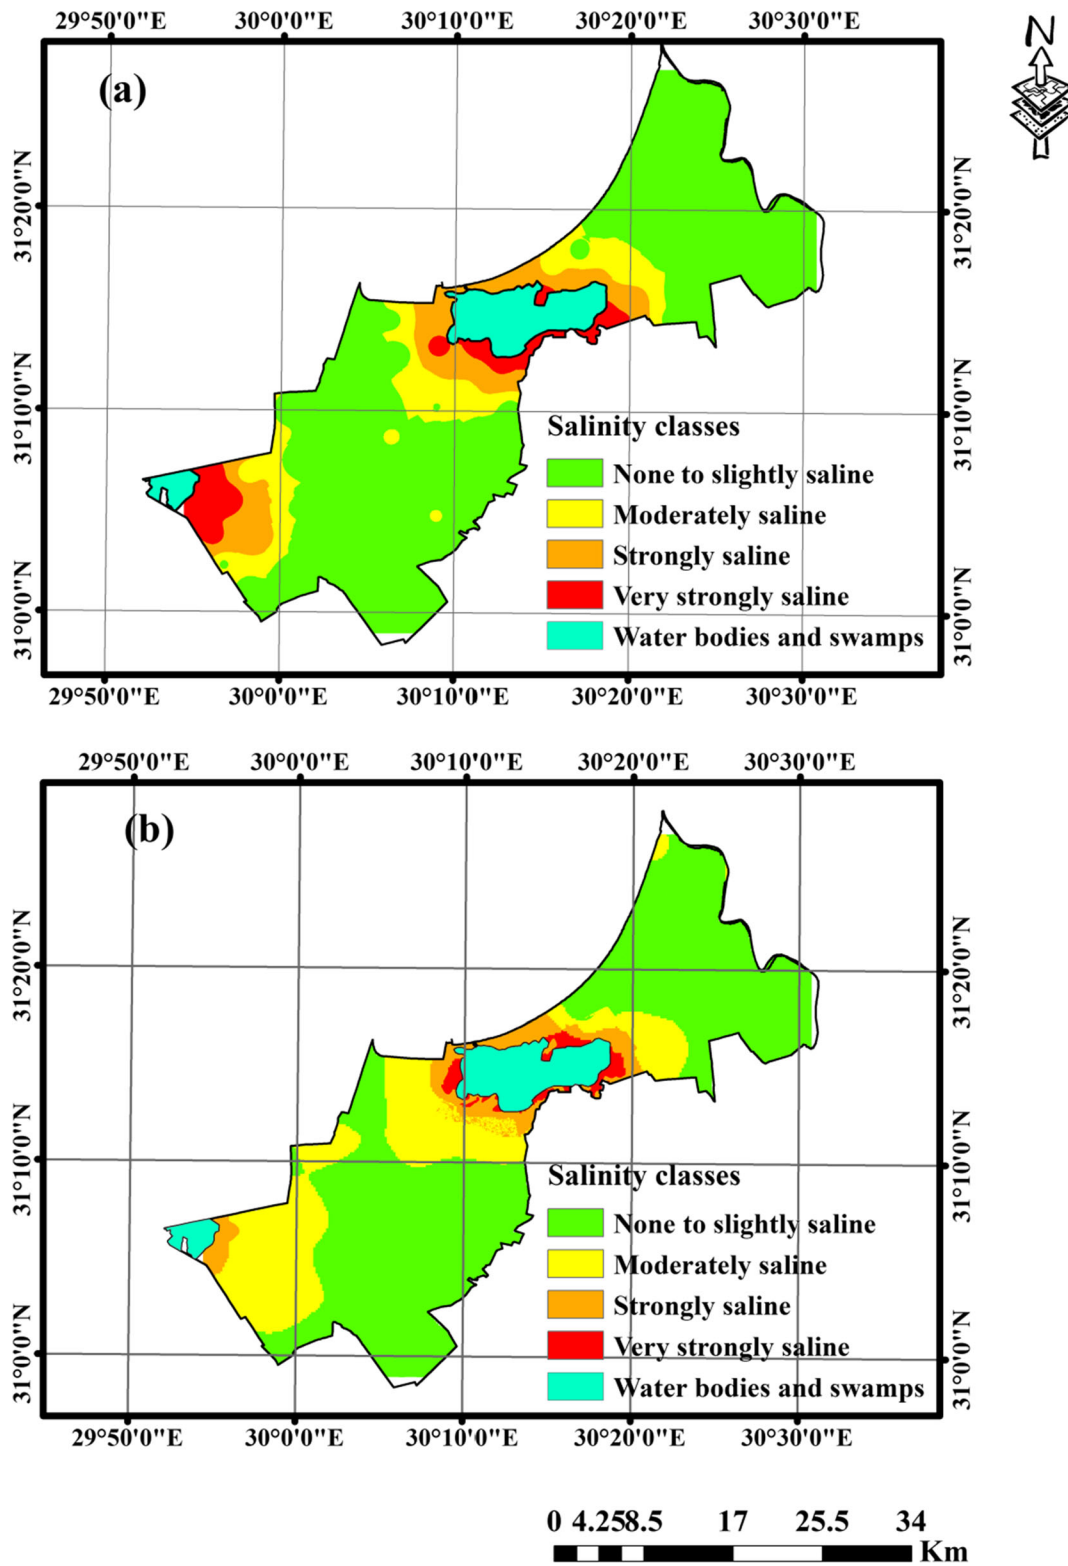 29°50'0"E 30°0'0"E 30°10'0"E 30°20'0"E 30°30'0"E
N
(a)
31°20'0"N
31°20'0"N
31°10'0"N
31°10'0"N
31°0'0"N
31°0'0"N
Salinity classes
None to slightly saline
Moderately saline
Strongly saline
Very strongly saline
Water bodies and swamps
29°50'0"E 30°0'0"E 30°10'0"E 30°20'0"E 30°30'0"E
29°50'0"E 30°0'0"E 30°10'0"E 30°20'0"E 30°30'0"E
(b)
31°20'0"N
31°20'0"N
31°10'0"N
31°10'0"N
31°0'0"N
31°0'0"N
Salinity classes
None to slightly saline
Moderately saline
Strongly saline
Very strongly saline
Water bodies and swamps
29°50'0"E 30°0'0"E 30°10'0"E 30°20'0"E 30°30'0"E
0 4.258.5 17 25.5 34
Km